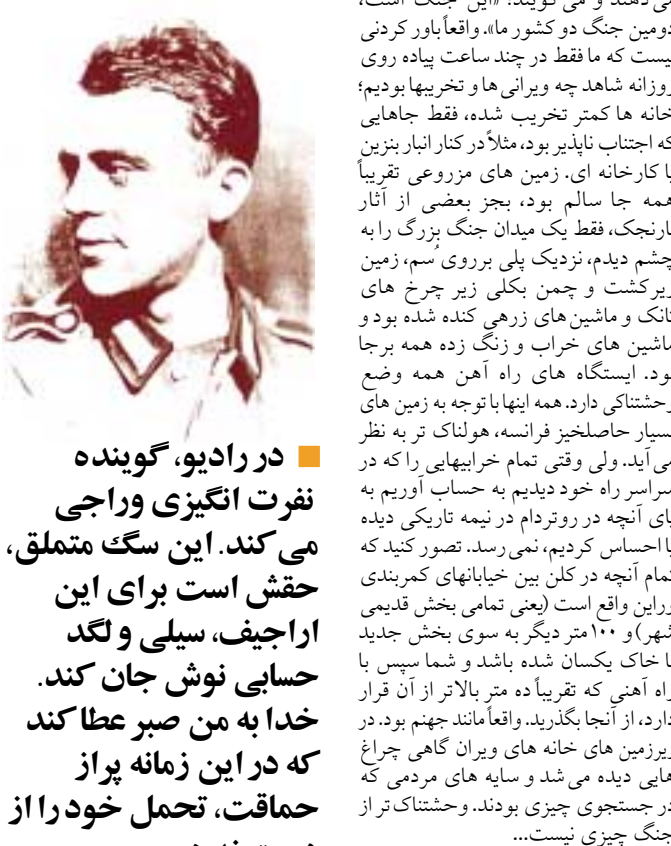 دومین جنگ دو کشور ما». واقعاً باور کردنی
نیست که ما فقط در چند ساعت پیاده روی
روزانه شاهد چه ویرانی ها و تخریبها بودیم؛
خانه ها کمتر تخریب شده، فقط جاهایی
که اجتناب ناپذیر بود، مثلاً در کنار انبار بنزین
یا کارخانه ای. زمین های مزروعی تقریباً
همه جا سالم بود، بجز بعضی از آثار
نارنجک، فقط یک میدان جنگ بزرگ را به
چشم دیدم، نزدیک پلی برروی سُم، زمین
زیرکشت و چمن بکلی زیر چرخ های
تانک و ماشین های زرهی کنده شده بود و
ماشین های خراب و زنگ زده همه برجا
بود. ایستگاه های راه آهن همه وضع
وحشتناکی دارد. همه اینها با توجه به زمین های
بسیار حاصلخیز فرانسه، هولناک تر به نظر
می آید. ولی وقتی تمام خرابیهایی را که در
سراسر راه خود دیدیم به حساب آوریم به
پای آنچه در روتردام در نیمه تاریکی دیده
یا احساس کردیم، نمی رسد. تصور کنید که
تمام آنچه در کلن بین خیابانهای کمربندی
وراین واقع است (یعنی تمامی بخش قدیمی
شهر) و ۱۰۰ متر دیگر به سوی بخش جدید
با خاک یکسان شده باشد و شما سپس با
راه آهنی که تقریباً ده متر بالاتر از آن قرار
دارد، از آنجا بگذرید. واقعاً مانند جهنم بود. در
زیرزمین های خانه های ویران گاهی چراغ
هایی دیده می شد و سایه های مردمی که
در جستجوی چیزی بودند. وحشتناک تر از
جنگ چیزی نیست...
■ در رادیو، گوینده
نفرت انگیزی وراجی
می کند. این سگ متملق،
حقش است برای این
اراجیف، سیلی و لگد
حسابی نوش جان کند.
خدا به من صبر عطا کند
که در این زمانه پراز
حماقت، تحمل خود را از